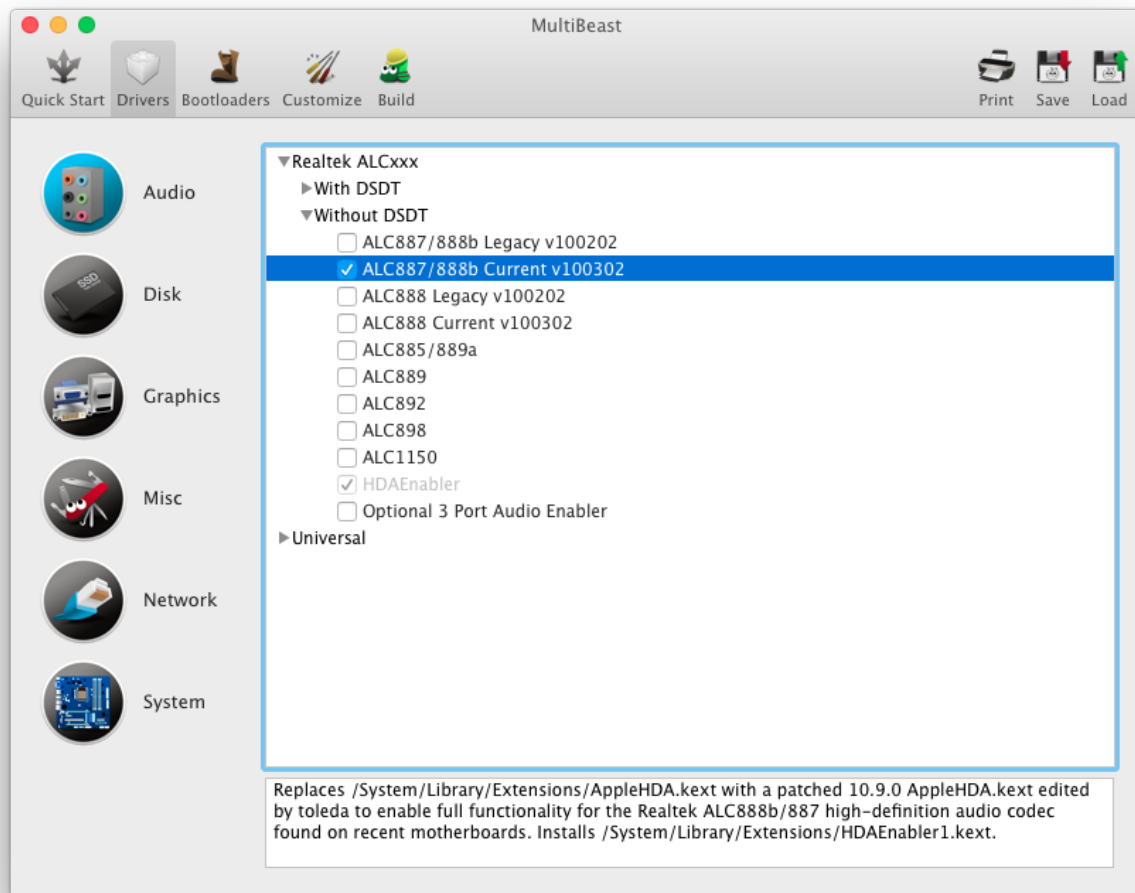 MultiBeast
Quick Start Drivers Bootloaders Customize Build Print Save Load
Audio
Disk
SSD
Graphics
Misc
Network
System
Realtek ALCxxx
With DSDT
Without DSDT
ALC887/888b Legacy v100202
ALC887/888b Current v100302
ALC888 Legacy v100202
ALC888 Current v100302
ALC885/889a
ALC889
ALC892
ALC898
ALC1150
HDAEnabler
Optional 3 Port Audio Enabler
Universal
Replaces /System/Library/Extensions/AppleHDA.kext with a patched 10.9.0 AppleHDA.kext edited
by toleda to enable full functionality for the Realtek ALC888b/887 high-definition audio codec
found on recent motherboards. Installs /System/Library/Extensions/HDAEnabler1.kext.